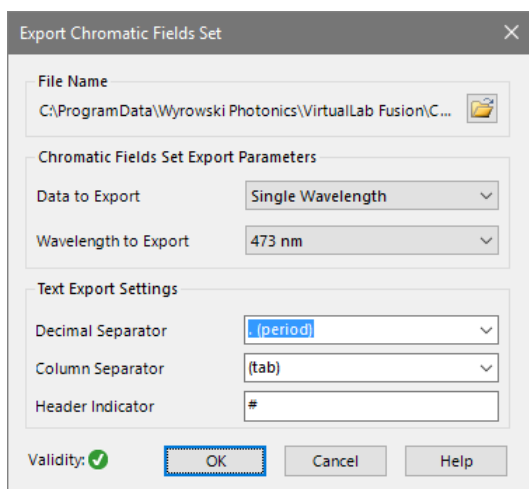 Export Chromatic Fields Set
File Name
C:\ProgramData\Wyrowski Photonics\VirtualLab Fusion\C...
Chromatic Fields Set Export Parameters
Data to Export Single Wavelength
Wavelength to Export 473 nm
Text Export Settings
Decimal Separator . (period)
Column Separator (tab)
Header Indicator #
Validity: OK Cancel Help